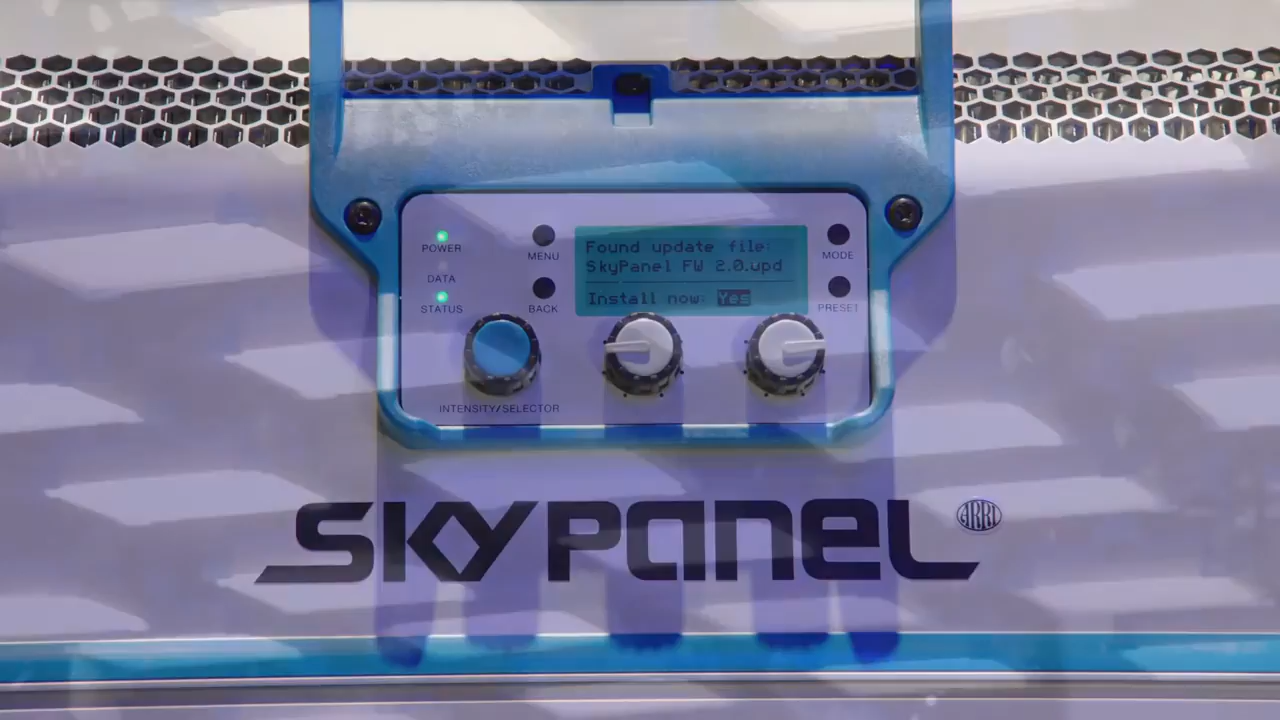 POWER
DATA
STATUS
MENU
BACK
Found update file:
SkyPanel FW 2.0.upd
Install now: Yes
MODE
PRESET
INTENSITY/SELECTOR
SKYPANEL
ARRI